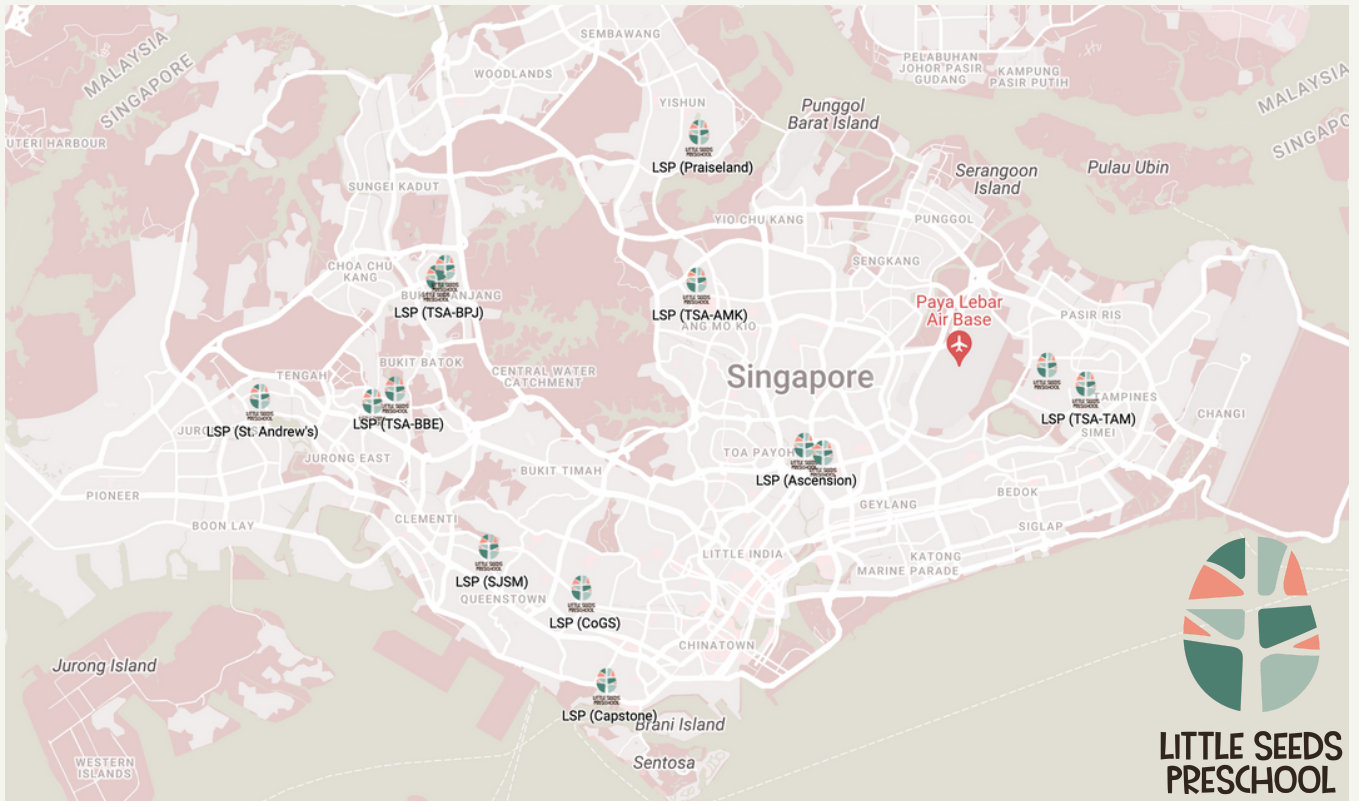 SEMBAWANG
MALAYSIA
SINGAPORE
WOODLANDS
PELABUHAN
JOHOR PASIR
GUDANG
KAMPUNG
PASIR PUTIH
MALAYSIA
YISHUN
Punggol
Barat Island
UTERI HARBOUR
SINGAPO
LSP (Praiseland)
Serangoon
Island
Pulau Ubin
SUNGEI KADUT
YIO CHU KANG
PUNGGOL
CHOA CHU
KANG
SENGKANG
LSP (TSA-BPJ)
LSP (TSA-AMK)
ANG MO KIO
Paya Lebar
Air Base
PASIR RIS
BUKIT BATOK
TENGAH
CENTRAL WATER
CATCHMENT
Singapore
TAMPINES
LSP (TSA-TAM)
SIMEI
CHANGI
LSP (St. Andrew's)
LSP (TSA-BBE)
JURONG EAST
BUKIT TIMAH
TOA PAYOH
LSP (Ascension)
PIONEER
BOON LAY
CLEMENTI
GEYLANG
BEDOK
SIGLAP
LITTLE INDIA
KATONG
MARINE PARADE
LSP (SJSM)
QUEENSTOWN
LSP (CoGS)
CHINATOWN
Jurong Island
LSP (Capstone)
Brani Island
Sentosa
WESTERN
ISLANDS
LITTLE SEEDS
PRESCHOOL